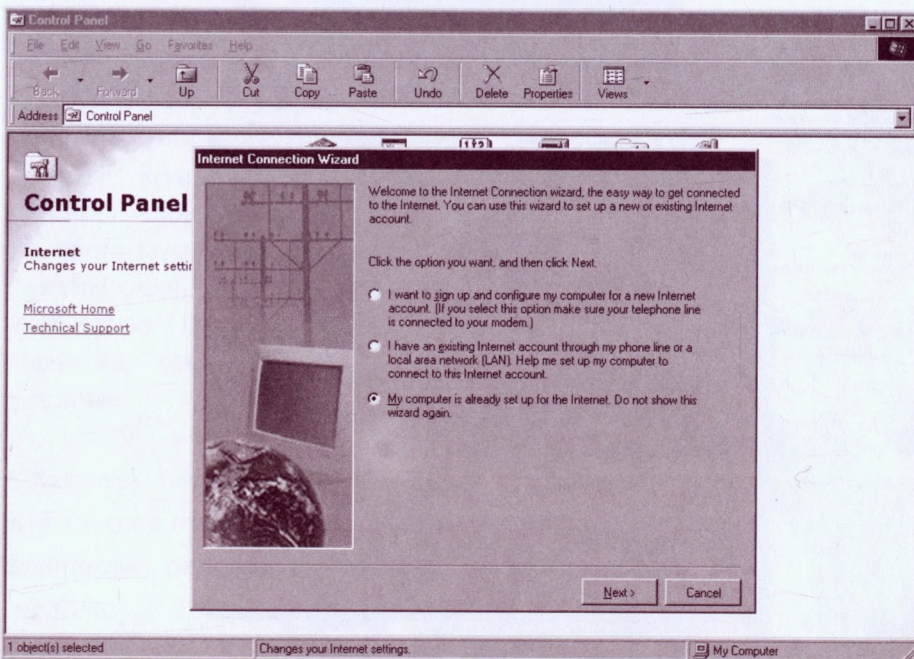 Control Panel
File Edit View Go Favorites Help
Back Forward Up Cut Copy Paste Undo Delete Properties Views
Address Control Panel
Control Panel
Internet
Changes your Internet settin
Microsoft Home
Technical Support
Internet Connection Wizard
Welcome to the Internet Connection wizard, the easy way to get connected
to the Internet. You can use this wizard to set up a new or existing Internet
account.
Click the option you want, and then click Next.
I want to sign up and configure my computer for a new Internet
account. (If you select this option make sure your telephone line
is connected to your modem.)
I have an existing Internet account through my phone line or a
local area network (LAN). Help me set up my computer to
connect to this Internet account.
My computer is already set up for the Internet. Do not show this
wizard again.
Next > Cancel
1 object(s) selected Changes your Internet settings. My Computer